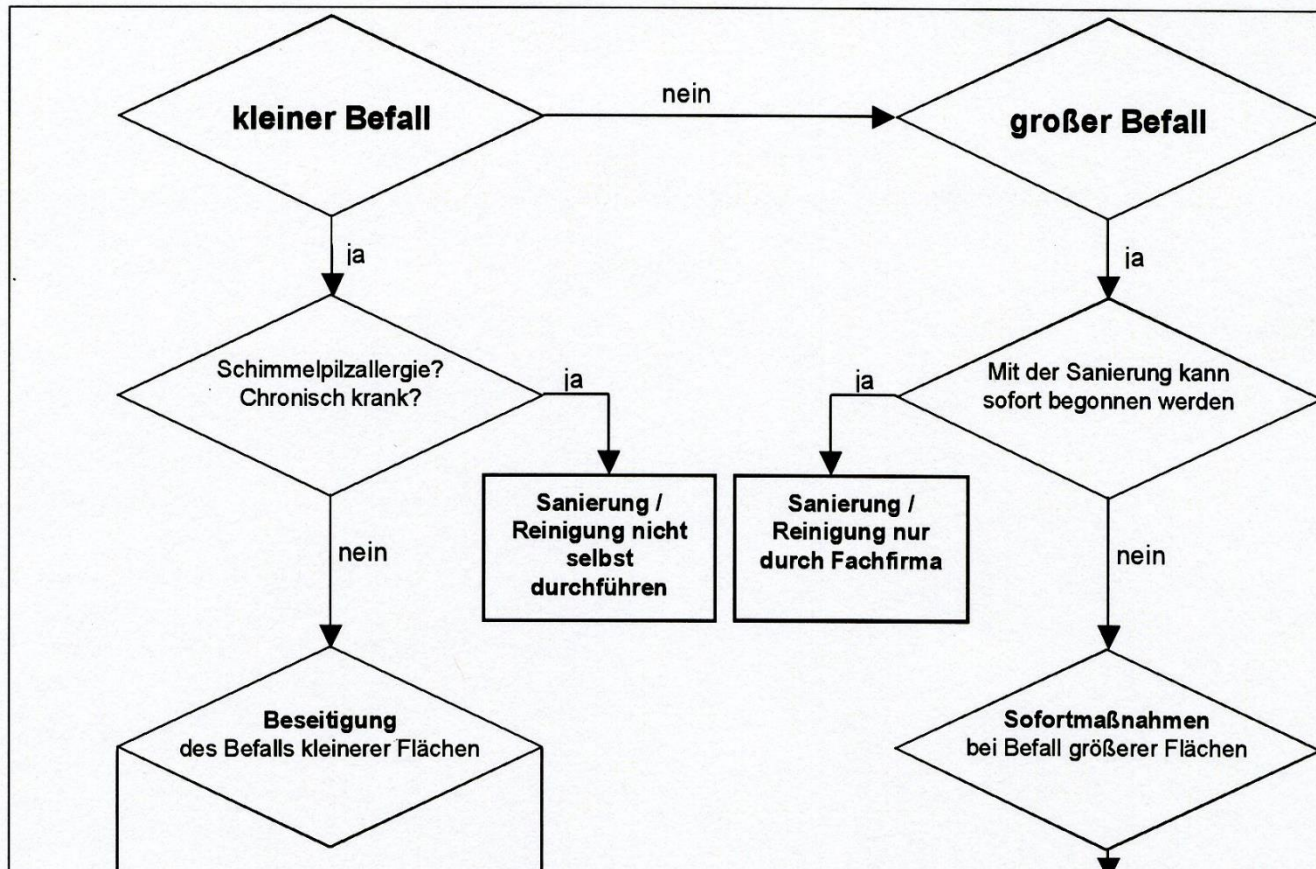 kleiner Befall
nein
großer Befall
ja
ja
Schimmelpilzallergie?
Chronisch krank?
ja
ja
Mit der Sanierung kann
sofort begonnen werden
Sanierung /
Reinigung nicht
selbst
durchführen
Sanierung /
Reinigung nur
durch Fachfirma
nein
nein
Beseitigung
des Befalls kleinerer Flächen
Sofortmaßnahmen
bei Befall größerer Flächen